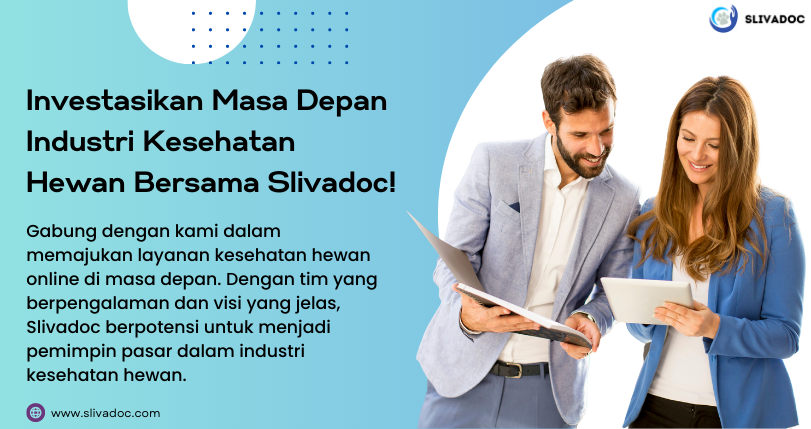 SLIVADOC
Investasikan Masa Depan
Industri Kesehatan
Hewan Bersama Slivadoc!
Gabung dengan kami dalam
memajukan layanan kesehatan hewan
online di masa depan. Dengan tim yang
berpengalaman dan visi yang jelas,
Slivadoc berpotensi untuk menjadi
pemimpin pasar dalam industri
kesehatan hewan.
www.slivadoc.com